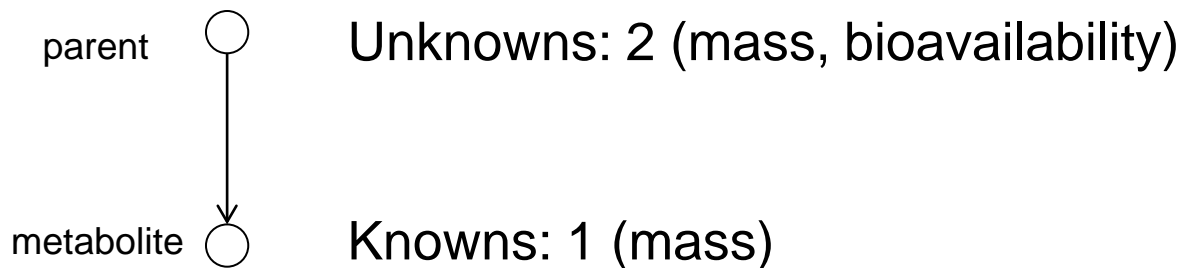 parent Unknowns: 2 (mass, bioavailability)
metabolite Knowns: 1 (mass)